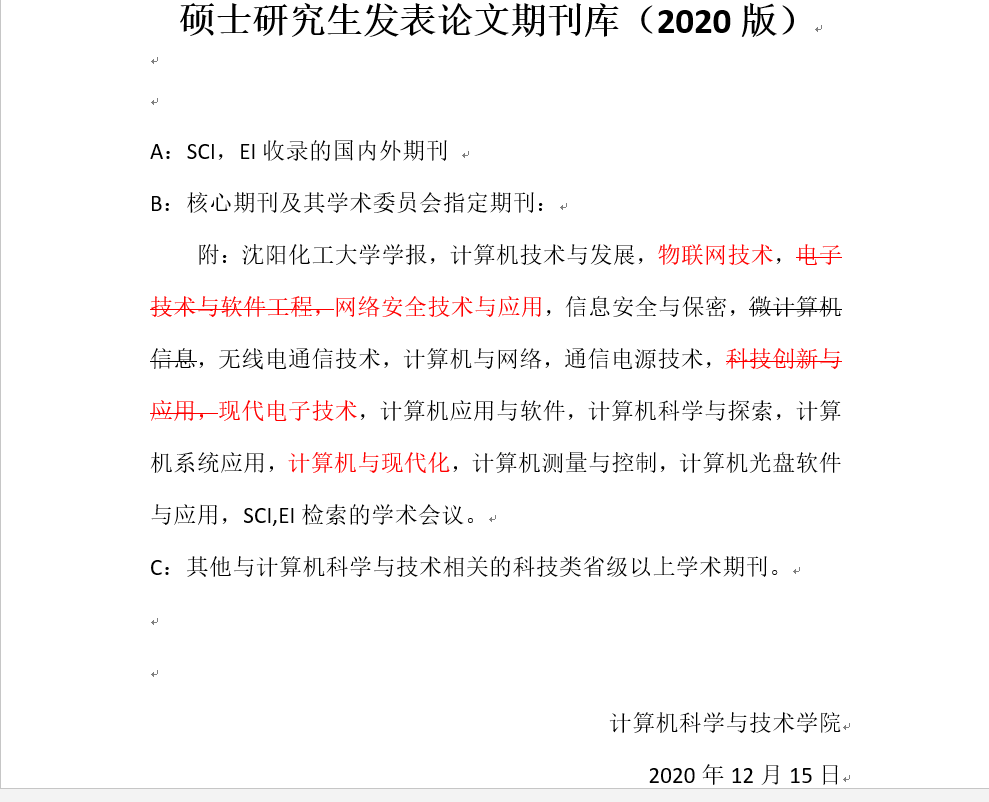 硕士研究生发表论文期刊库（2020 版）
A：SCI，EI 收录的国内外期刊
B：核心期刊及其学术委员会指定期刊：
附：沈阳化工大学学报，计算机技术与发展，物联网技术，电子
技术与软件工程，网络安全技术与应用，信息安全与保密，微计算机
信息，无线电通信技术，计算机与网络，通信电源技术，科技创新与
应用，现代电子技术，计算机应用与软件，计算机科学与探索，计算
机系统应用，计算机与现代化，计算机测量与控制，计算机光盘软件
与应用，SCI,EI 检索的学术会议。
C：其他与计算机科学与技术相关的科技类省级以上学术期刊。
计算机科学与技术学院
2020 年 12 月 15 日